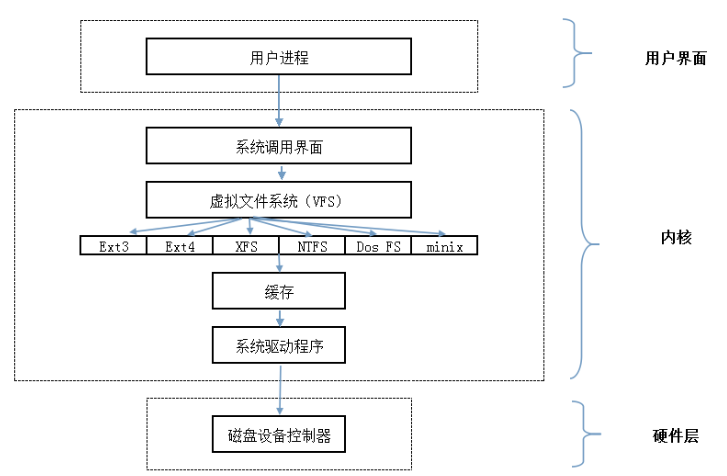 用户进程
用户界面
系统调用界面
虚拟文件系统（VFS）
内核
Ext3 Ext4 XFS NTFS Dos FS minix
缓存
系统驱动程序
磁盘设备控制器
硬件层